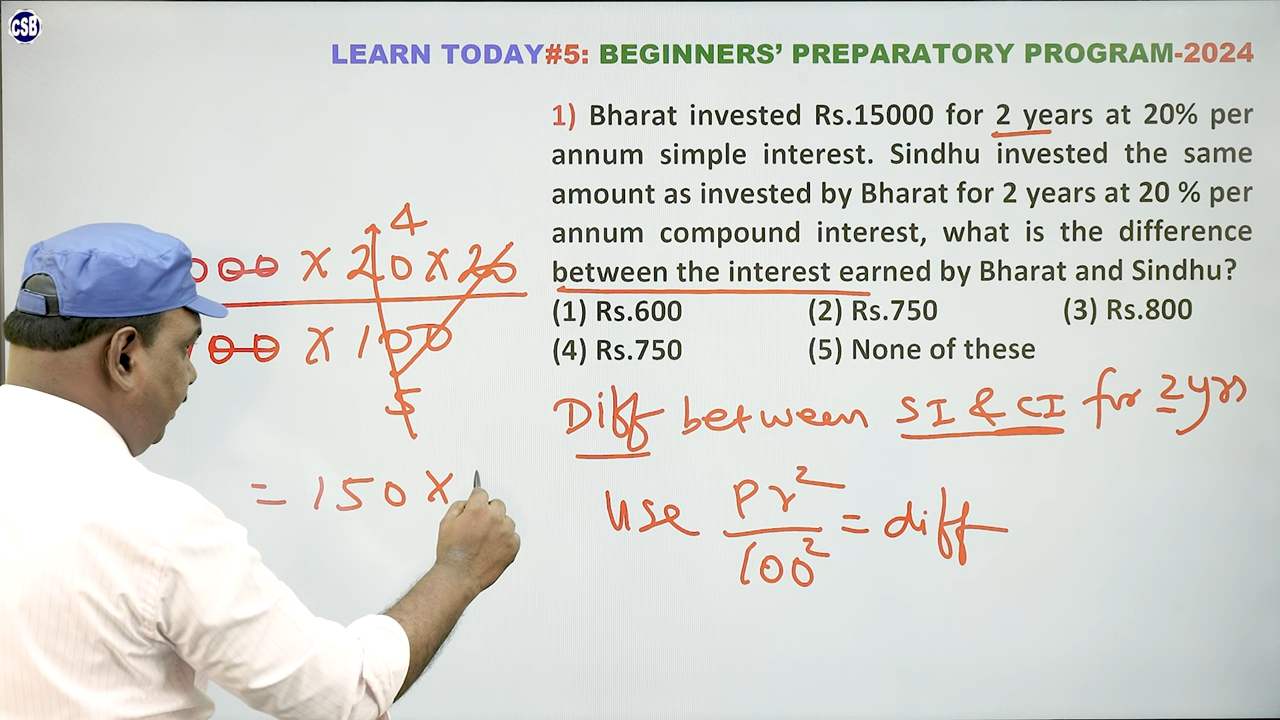 CSB
LEARN TODAY#5: BEGINNERS' PREPARATORY PROGRAM-2024
1) Bharat invested Rs.15000 for 2 years at 20% per
annum simple interest. Sindhu invested the same
amount as invested by Bharat for 2 years at 20 % per
annum compound interest, what is the difference
between the interest earned by Bharat and Sindhu?
(1) Rs.600 (2) Rs.750 (3) Rs.800
(4) Rs.750 (5) None of these
4
000 × 20 × 20
00 × 100
5
= 150 ×
Diff between SI & CI for 2 yrs
Use Pr² / 100² = diff